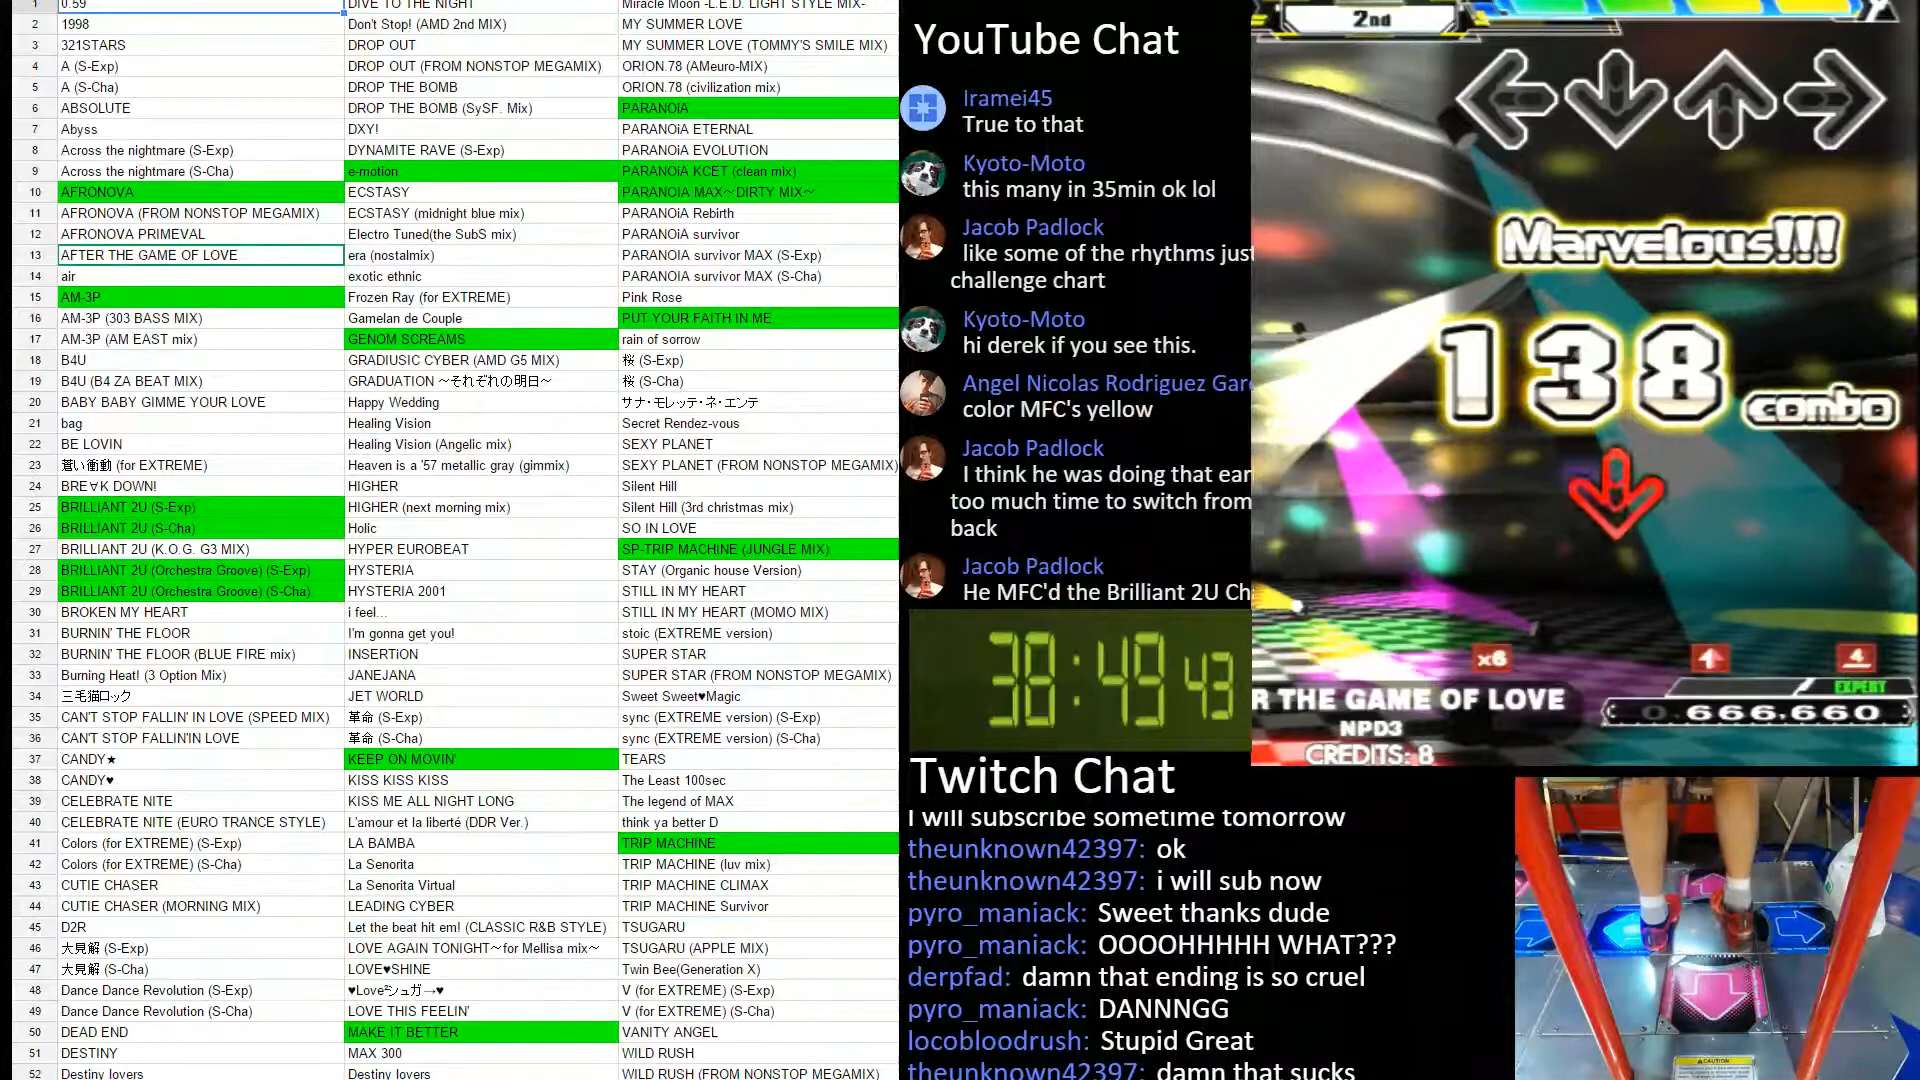 1 0.59 DIVE TO THE NIGHT Miracle Moon -L.E.D. LIGHT STYLE MIX-
2 1998 Don't Stop! (AMD 2nd MIX) MY SUMMER LOVE
3 321STARS DROP OUT MY SUMMER LOVE (TOMMY'S SMILE MIX)
4 A (S-Exp) DROP OUT (FROM NONSTOP MEGAMIX) ORION.78 (AMeuro-MIX)
5 A (S-Cha) DROP THE BOMB ORION.78 (civilization mix)
6 ABSOLUTE DROP THE BOMB (SySF. Mix) PARANOiA
7 Abyss DXY! PARANOiA ETERNAL
8 Across the nightmare (S-Exp) DYNAMITE RAVE (S-Exp) PARANOiA EVOLUTION
9 Across the nightmare (S-Cha) e-motion PARANOiA KCET (clean mix)
10 AFRONOVA ECSTASY PARANOIA MAX～DIRTY MIX～
11 AFRONOVA (FROM NONSTOP MEGAMIX) ECSTASY (midnight blue mix) PARANOiA Rebirth
12 AFRONOVA PRIMEVAL Electro Tuned(the SubS mix) PARANOiA survivor
13 AFTER THE GAME OF LOVE era (nostalmix) PARANOIA survivor MAX (S-Exp)
14 air exotic ethnic PARANOIA survivor MAX (S-Cha)
15 AM-3P Frozen Ray (for EXTREME) Pink Rose
16 AM-3P (303 BASS MIX) Gamelan de Couple PUT YOUR FAITH IN ME
17 AM-3P (AM EAST mix) GENOM SCREAMS rain of sorrow
18 B4U GRADIUSIC CYBER (AMD G5 MIX) 桜 (S-Exp)
19 B4U (B4 ZA BEAT MIX) GRADUATION ～それぞれの明日～ 桜 (S-Cha)
20 BABY BABY GIMME YOUR LOVE Happy Wedding サナ・モレッテ・ネ・エンテ
21 bag Healing Vision Secret Rendez-vous
22 BE LOVIN Healing Vision (Angelic mix) SEXY PLANET
23 蒼い衝動 (for EXTREME) Heaven is a '57 metallic gray (gimmix) SEXY PLANET (FROM NONSTOP MEGAMIX)
24 BRE∀K DOWN! HIGHER Silent Hill
25 BRILLIANT 2U (S-Exp) HIGHER (next morning mix) Silent Hill (3rd christmas mix)
26 BRILLIANT 2U (S-Cha) Holic SO IN LOVE
27 BRILLIANT 2U (K.O.G. G3 MIX) HYPER EUROBEAT SP-TRIP MACHINE (JUNGLE MIX)
28 BRILLIANT 2U (Orchestra Groove) (S-Exp) HYSTERIA STAY (Organic house Version)
29 BRILLIANT 2U (Orchestra Groove) (S-Cha) HYSTERIA 2001 STILL IN MY HEART
30 BROKEN MY HEART i feel... STILL IN MY HEART (MOMO MIX)
31 BURNIN' THE FLOOR I'm gonna get you! stoic (EXTREME version)
32 BURNIN' THE FLOOR (BLUE FIRE mix) INSERTiON SUPER STAR
33 Burning Heat! (3 Option Mix) JANEJANA SUPER STAR (FROM NONSTOP MEGAMIX)
34 三毛猫ロック JET WORLD Sweet Sweet♥Magic
35 CAN'T STOP FALLIN' IN LOVE (SPEED MIX) 革命 (S-Exp) sync (EXTREME version) (S-Exp)
36 CAN'T STOP FALLIN'IN LOVE 革命 (S-Cha) sync (EXTREME version) (S-Cha)
37 CANDY★ KEEP ON MOVIN' TEARS
38 CANDY♥ KISS KISS KISS The Least 100sec
39 CELEBRATE NITE KISS ME ALL NIGHT LONG The legend of MAX
40 CELEBRATE NITE (EURO TRANCE STYLE) L'amour et la liberté (DDR Ver.) think ya better D
41 Colors (for EXTREME) (S-Exp) LA BAMBA TRIP MACHINE
42 Colors (for EXTREME) (S-Cha) La Senorita TRIP MACHINE (luv mix)
43 CUTIE CHASER La Senorita Virtual TRIP MACHINE CLIMAX
44 CUTIE CHASER (MORNING MIX) LEADING CYBER TRIP MACHINE Survivor
45 D2R Let the beat hit em! (CLASSIC R&B STYLE) TSUGARU
46 大見解 (S-Exp) LOVE AGAIN TONIGHT～for Mellisa mix～ TSUGARU (APPLE MIX)
47 大見解 (S-Cha) LOVE♥SHINE Twin Bee(Generation X)
48 Dance Dance Revolution (S-Exp) ♥Love²シュガ→♥ V (for EXTREME) (S-Exp)
49 Dance Dance Revolution (S-Cha) LOVE THIS FEELIN' V (for EXTREME) (S-Cha)
50 DEAD END MAKE IT BETTER VANITY ANGEL
51 DESTINY MAX 300 WILD RUSH
52 Destiny lovers Destiny lovers WILD RUSH (FROM NONSTOP MEGAMIX)
YouTube Chat
Iramei45
True to that
Kyoto-Moto
this many in 35min ok lol
Jacob Padlock
like some of the rhythms just
challenge chart
Kyoto-Moto
hi derek if you see this.
Angel Nicolas Rodriguez Gar
color MFC's yellow
Jacob Padlock
I think he was doing that ear
too much time to switch from
back
Jacob Padlock
He MFC'd the Brilliant 2U Ch
38:49 43
Twitch Chat
I will subscribe sometime tomorrow
theunknown42397: ok
theunknown42397: i will sub now
pyro_maniack: Sweet thanks dude
pyro_maniack: OOOOHHHHH WHAT???
derpfad: damn that ending is so cruel
pyro_maniack: DANNNGG
locobloodrush: Stupid Great
theunknown42397: damn that sucks
2nd
Marvelous!!!
138 combo
x6
4
EXPERT
R THE GAME OF LOVE
0,666,660
NPD3
CREDITS: 8
CAUTION